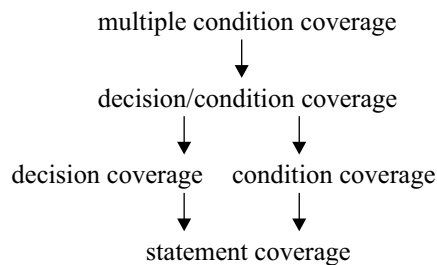 multiple condition coverage
decision/condition coverage
decision coverage condition coverage
statement coverage